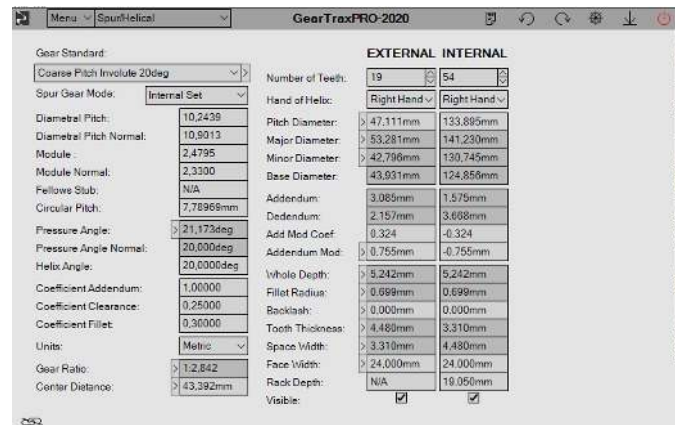 Menu Spur/Helical GearTraxPRO-2020
EXTERNAL INTERNAL
Gear Standard:
Coarse Pitch Involute 20deg
Spur Gear Mode: Internal Set
Diametral Pitch: 10,2439
Diametral Pitch Normal: 10,9013
Module : 2,4795
Module Normal: 2,3300
Fellows Stub: N/A
Circular Pitch: 7,78969mm
Pressure Angle: > 21,173deg
Pressure Angle Normal: 20,000deg
Helix Angle: 20,0000deg
Coefficient Addendum: 1,00000
Coefficient Clearance: 0,25000
Coefficient Fillet: 0,30000
Units: Metric
Gear Ratio: > 1:2,842
Center Distance: > 43,392mm
Number of Teeth: 19 54
Hand of Helix: Right Hand Right Hand
Pitch Diameter: > 47,111mm 133,895mm
Major Diameter: > 53,281mm 141,230mm
Minor Diameter: > 42,796mm 130,745mm
Base Diameter: 43,931mm 124,856mm
Addendum: 3,085mm 1,575mm
Dedendum: 2,157mm 3,668mm
Add Mod Coef: 0,324 -0,324
Addendum Mod: > 0,755mm -0,755mm
Whole Depth: > 5,242mm 5,242mm
Fillet Radius: > 0,699mm 0,699mm
Backlash: > 0,000mm 0,000mm
Tooth Thickness: > 4,480mm 3,310mm
Space Width: > 3,310mm 4,480mm
Face Width: > 24,000mm 24,000mm
Rack Depth: N/A 19,050mm
Visible: